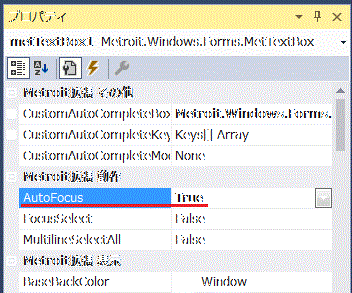 プロパティ
metTextBox1 Metroit.Windows.Forms.MetTextBox
Metroit拡張 その他
CustomAutoCompleteBox Metroit.Windows.Forms.
CustomAutoCompleteKey Keys[] Array
CustomAutoCompleteMod None
Metroit拡張 動作
AutoFocus True
FocusSelect False
MultilineSelectAll False
Metroit拡張 表示
BaseBackColor Window